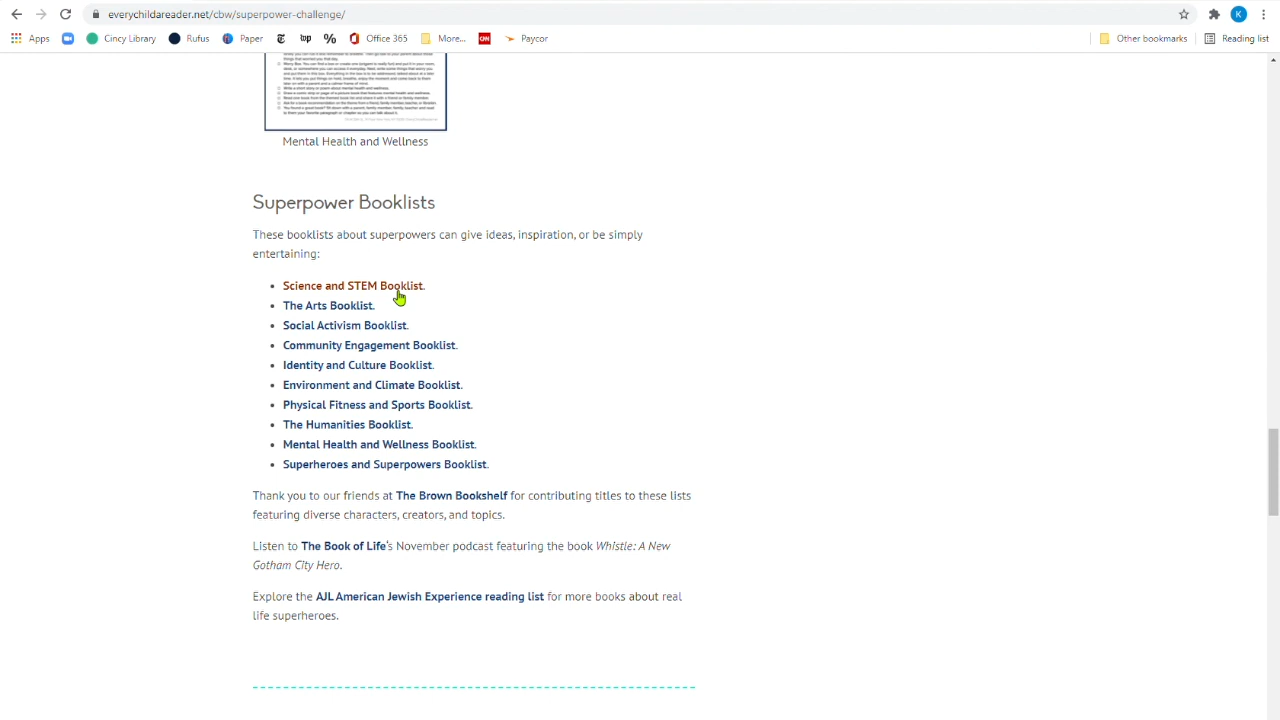 everychildareader.net/cbw/superpower-challenge/
K
Apps
Cincy Library
Rufus
Paper
Office 365
More...
Paycor
Other bookmarks
Reading list
Mental Health and Wellness
Superpower Booklists
These booklists about superpowers can give ideas, inspiration, or be simply
entertaining:
Science and STEM Booklist.
The Arts Booklist.
Social Activism Booklist.
Community Engagement Booklist.
Identity and Culture Booklist.
Environment and Climate Booklist.
Physical Fitness and Sports Booklist.
The Humanities Booklist.
Mental Health and Wellness Booklist.
Superheroes and Superpowers Booklist.
Thank you to our friends at The Brown Bookshelf for contributing titles to these lists
featuring diverse characters, creators, and topics.
Listen to The Book of Life's November podcast featuring the book Whistle: A New
Gotham City Hero.
Explore the AJL American Jewish Experience reading list for more books about real
life superheroes.